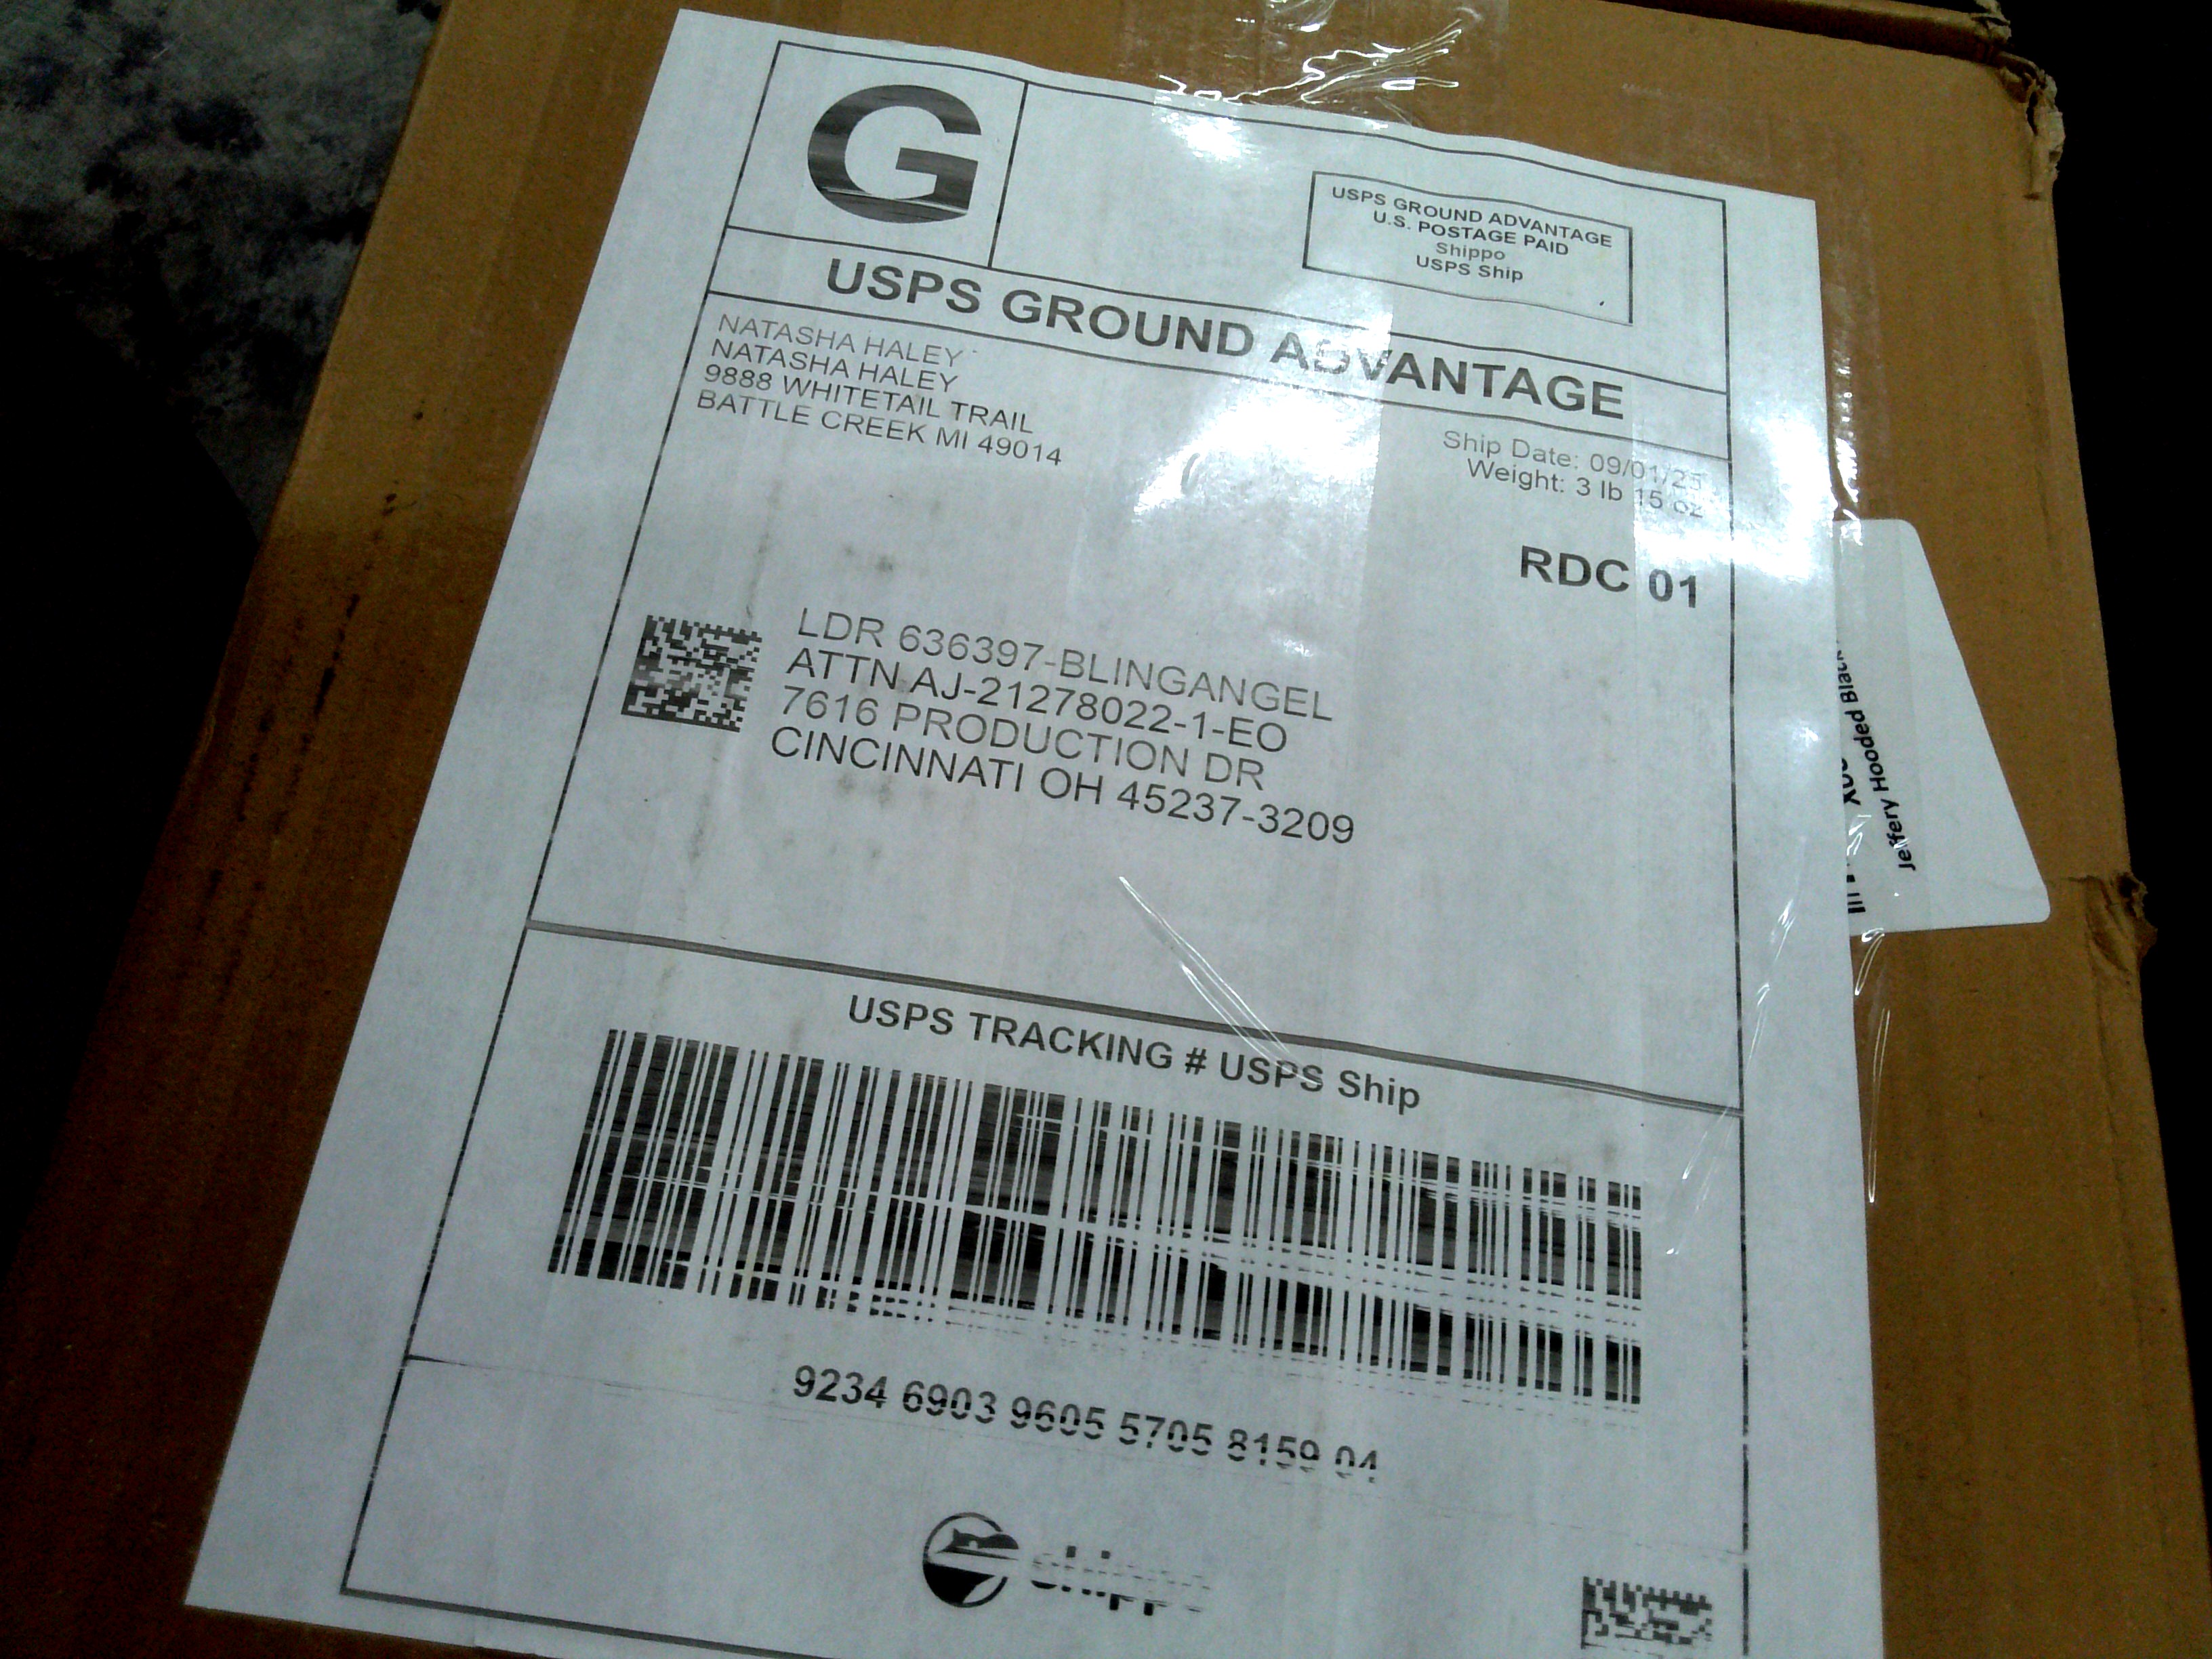 G
USPS GROUND ADVANTAGE
U.S. POSTAGE PAID
Shippo
USPS Ship
USPS GROUND ADVANTAGE
NATASHA HALEY
NATASHA HALEY
9888 WHITETAIL TRAIL
BATTLE CREEK MI 49014
Ship Date: 09/01/25
Weight: 3 lb 15 oz
RDC 01
LDR 636397-BLINGANGEL
ATTN AJ-21278022-1-EO
7616 PRODUCTION DR
CINCINNATI OH 45237-3209
USPS TRACKING # USPS Ship
9234 6903 9605 5705 8159 04
shippo
Jeffery Hooded Black